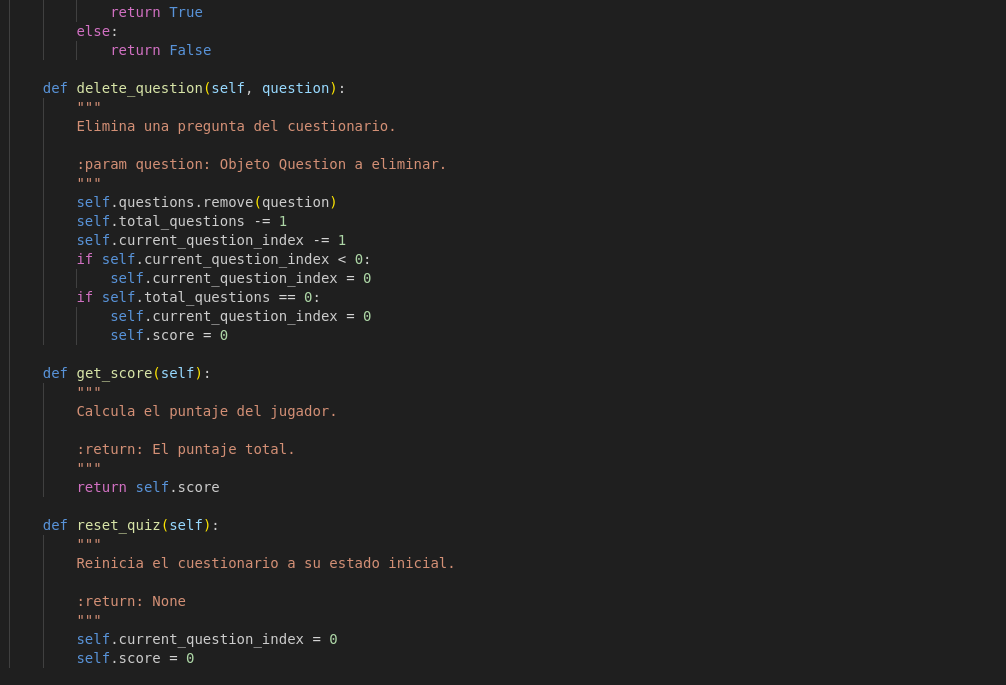 return True
        else:
            return False

    def delete_question(self, question):
        """
        Elimina una pregunta del cuestionario.

        :param question: Objeto Question a eliminar.
        """
        self.questions.remove(question)
        self.total_questions -= 1
        self.current_question_index -= 1
        if self.current_question_index < 0:
            self.current_question_index = 0
        if self.total_questions == 0:
            self.current_question_index = 0
            self.score = 0

    def get_score(self):
        """
        Calcula el puntaje del jugador.

        :return: El puntaje total.
        """
        return self.score

    def reset_quiz(self):
        """
        Reinicia el cuestionario a su estado inicial.

        :return: None
        """
        self.current_question_index = 0
        self.score = 0